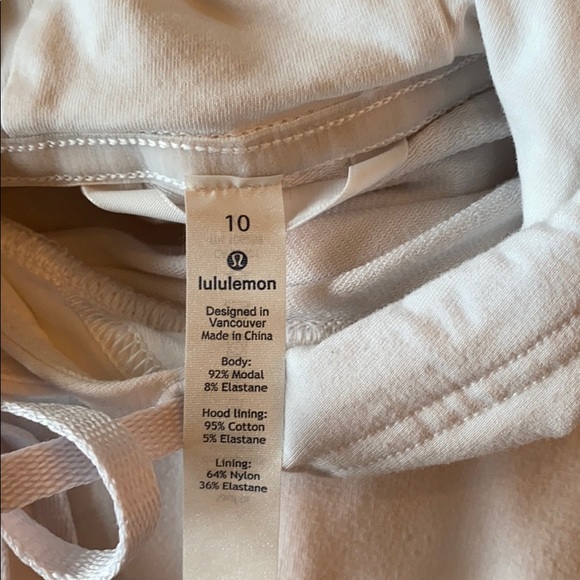 10
lululemon
Designed in
Vancouver
Made in China
Body:
92% Modal
8% Elastane
Hood lining:
95% Cotton
5% Elastane
Lining:
64% Nylon
36% Elastane